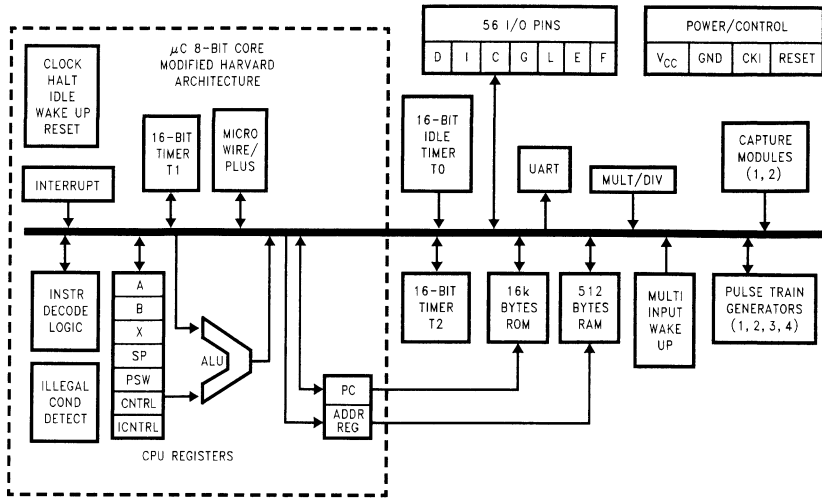 µC 8-BIT CORE
MODIFIED HARVARD
ARCHITECTURE
CLOCK
HALT
IDLE
WAKE UP
RESET
16-BIT
TIMER
T1
MICRO
WIRE/
PLUS
INTERRUPT
56 I/O PINS
D I C G L E F
POWER/CONTROL
VCC GND CKI RESET
16-BIT
IDLE
TIMER
T0
UART
MULT/DIV
CAPTURE
MODULES
(1, 2)
INSTR
DECODE
LOGIC
A
B
X
SP
PSW
CNTRL
ICNTRL
ALU
ILLEGAL
COND
DETECT
CPU REGISTERS
PC
ADDR
REG
16-BIT
TIMER
T2
16k
BYTES
ROM
512
BYTES
RAM
MULTI
INPUT
WAKE
UP
PULSE TRAIN
GENERATORS
(1, 2, 3, 4)